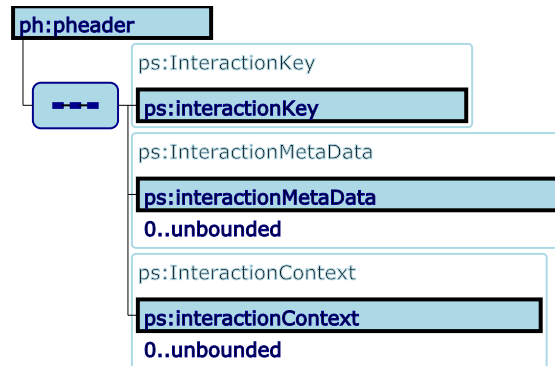 ph:pheader
ps:InteractionKey
ps:interactionKey
ps:InteractionMetaData
ps:interactionMetaData
0..unbounded
ps:InteractionContext
ps:interactionContext
0..unbounded